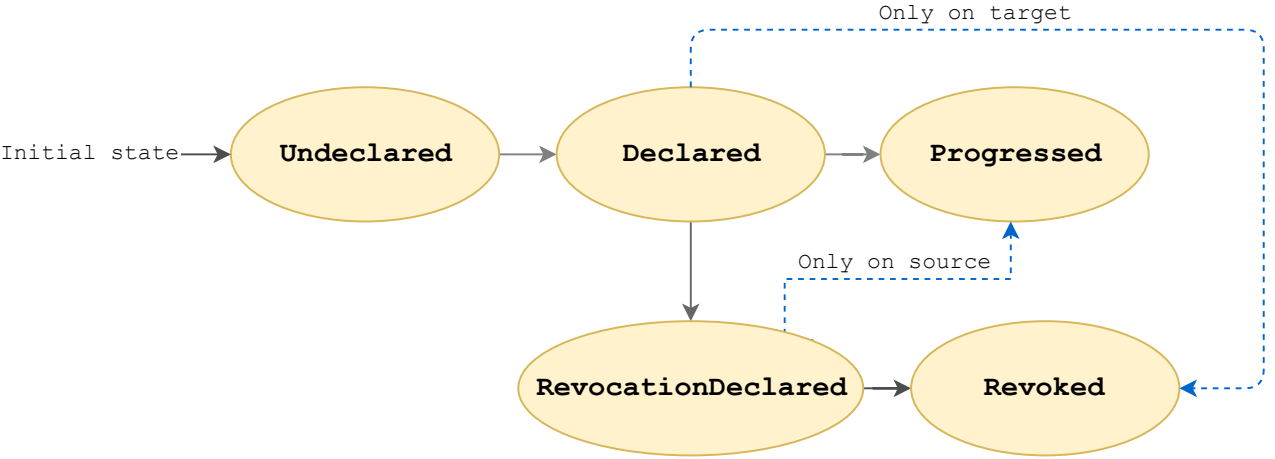 Only on target
Initial state
Undeclared
Declared
Progressed
Only on source
RevocationDeclared
Revoked